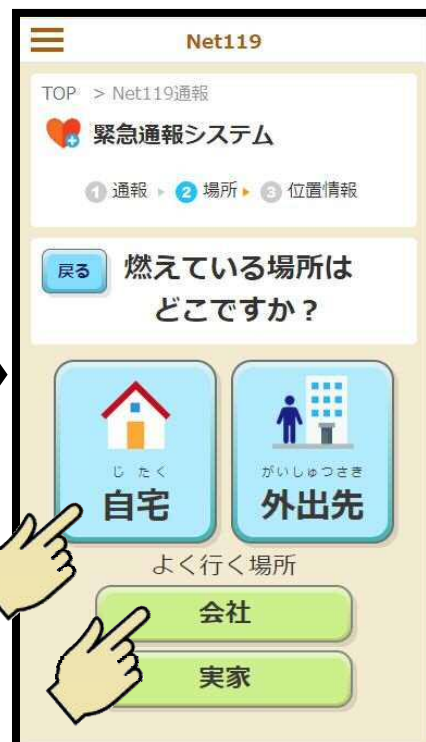 Net119
TOP > Net119通報
緊急通報システム
1 通報 ▸ 2 場所 ▸ 3 位置情報
戻る
燃えている場所は
どこですか？
じたく
自宅
がいしゅつさき
外出先
よく行く場所
会社
実家